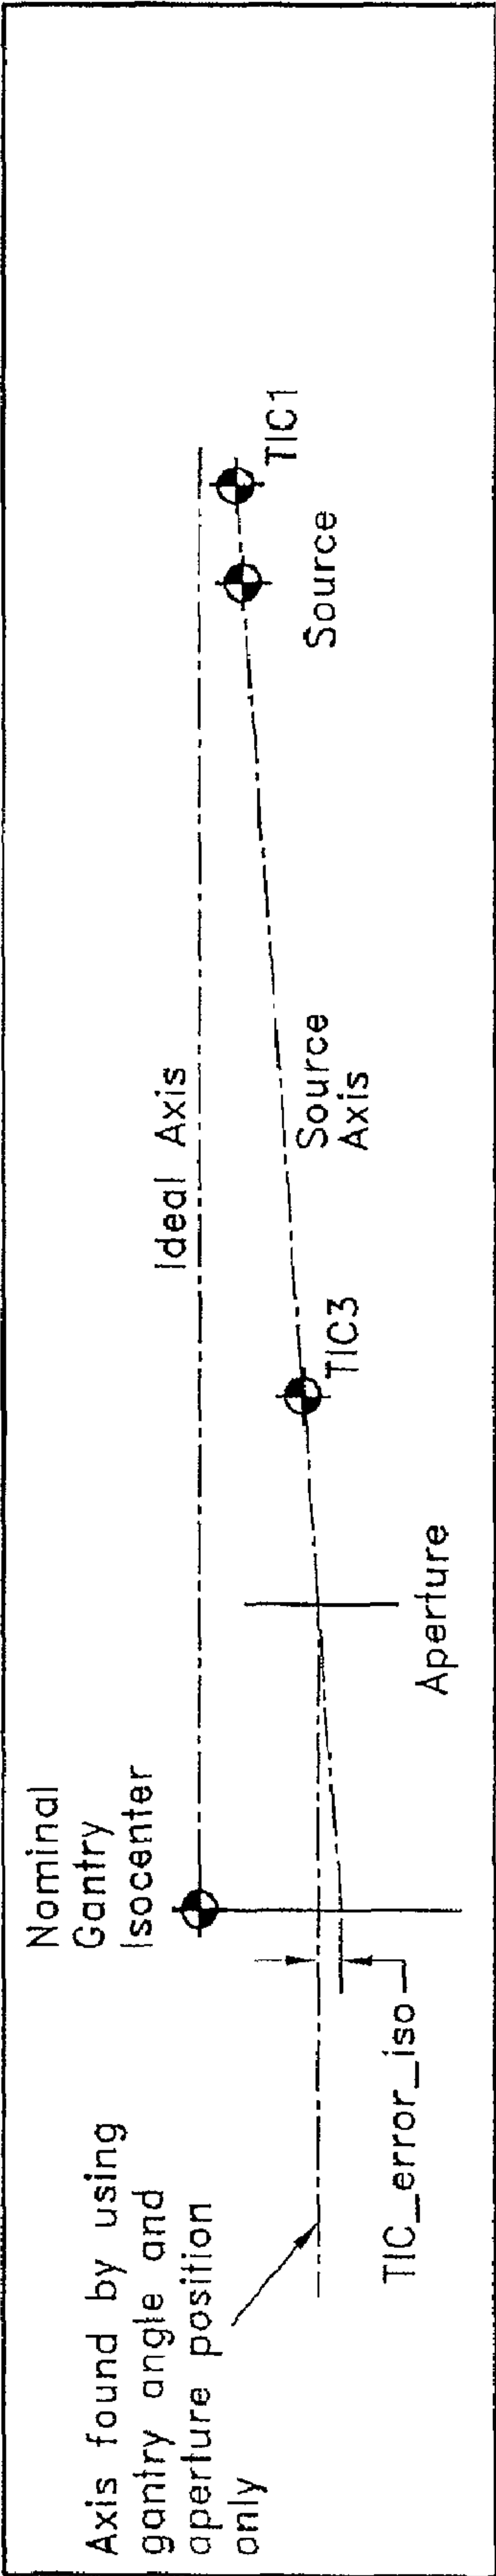 Axis found by using
gantry angle and
aperture position
only
Nominal
Gantry
Isocenter
TIC_error_iso
Aperture
TIC3
Ideal Axis
Source
Axis
Source
TIC1